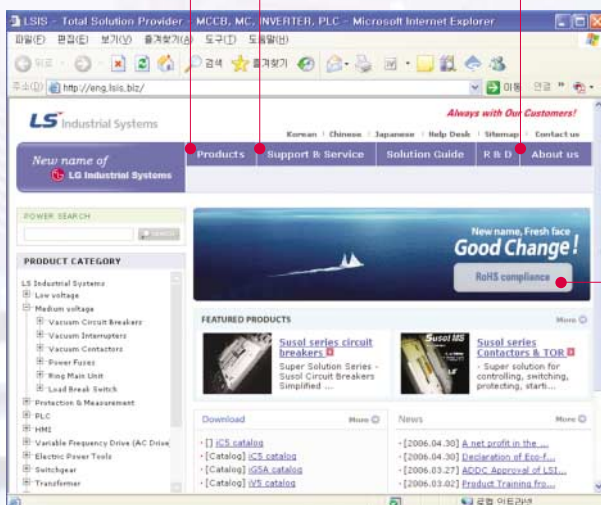 LSIS - Total Solution Provider - MCCB, MC, INVERTER, PLC - Microsoft Internet Explorer
파일(F) 편집(E) 보기(V) 즐겨찾기(A) 도구(T) 도움말(H)
뒤로 검색 즐겨찾기
주소(D) http://eng.lsis.biz/ 이동 연결 »
LS Industrial Systems
Always with Our Customers!
Korean Chinese Japanese Help Desk Sitemap Contact us
New name of
LG Industrial Systems
Products Support & Service Solution Guide R & D About us
POWER SEARCH
SEARCH
PRODUCT CATEGORY
LS Industrial Systems
Low voltage
Medium voltage
Vacuum Circuit Breakers
Vacuum Interrupters
Vacuum Contactors
Power Fuses
Ring Main Unit
Load Break Switch
Protection & Measurement
PLC
HMI
Variable Frequency Drive (AC Drive
Electric Power Tools
Switchgear
Transformer
New name, Fresh face
Good Change!
RoHS compliance
FEATURED PRODUCTS More
Susol series circuit
breakers
Super Solution Series -
Susol Circuit Breakers
Simplified ...
Susol MS
Susol series
Contactors & TOR
- Super solution for
controlling, switching,
protecting, starti...
Download More
· [] iC5 catalog
· [Catalog] iC5 catalog
· [Catalog] iG5A catalog
· [Catalog] iV5 catalog
News More
· [2006.04.30] A net profit in the ...
· [2006.04.30] Declaration of Eco-f...
· [2006.03.27] ADDC Approval of LSI...
· [2006.03.02] Product Training fro...
로컬 인트라넷